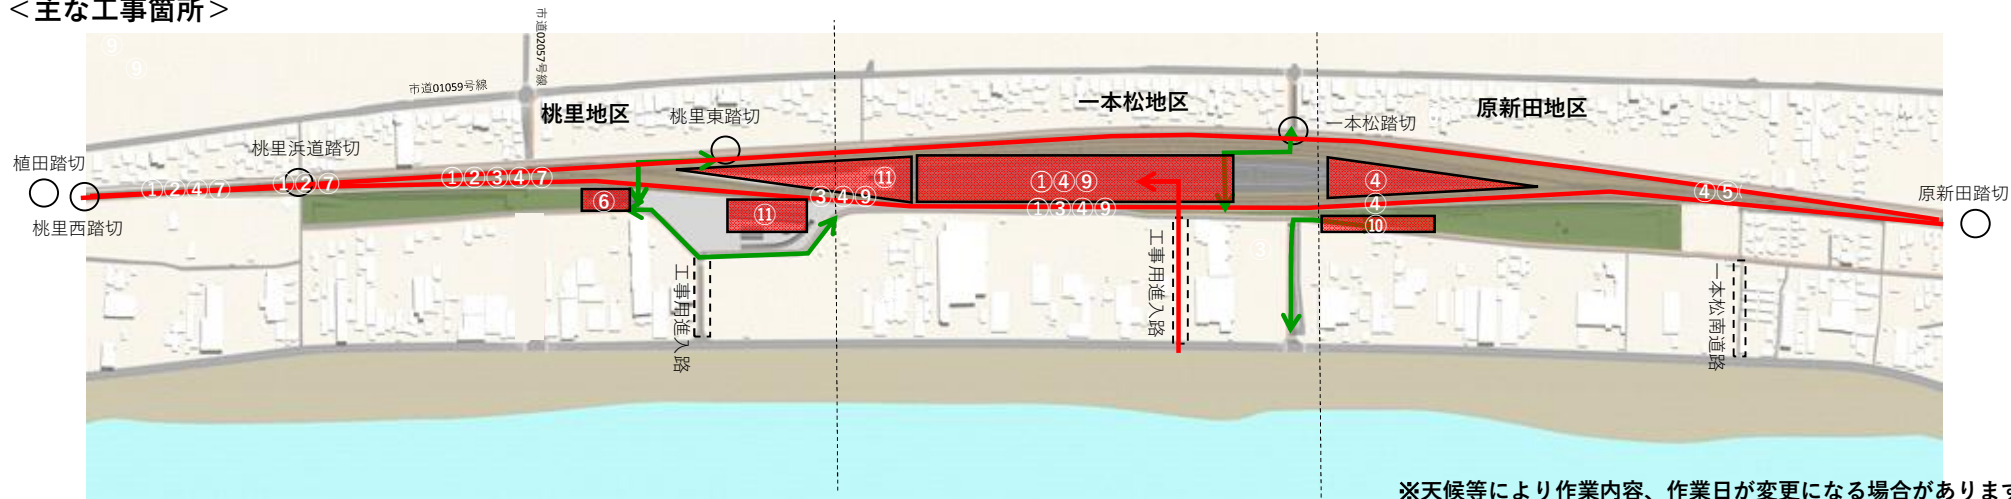 ＜主な工事箇所＞
⑨
⑨
市道02057号線
市道01059号線
桃里地区
一本松地区
原新田地区
桃里東踏切
一本松踏切
桃里浜道踏切
植田踏切
桃里西踏切
原新田踏切
①②④⑦
①②⑦
①②③④⑦
⑥
⑪
⑪
③④⑨
①④⑨
①③④⑨
④
④
⑩
④⑤
③
工事用進入路
工事用進入路
一本松南道路
※天候等により作業内容、作業日が変更になる場合があります